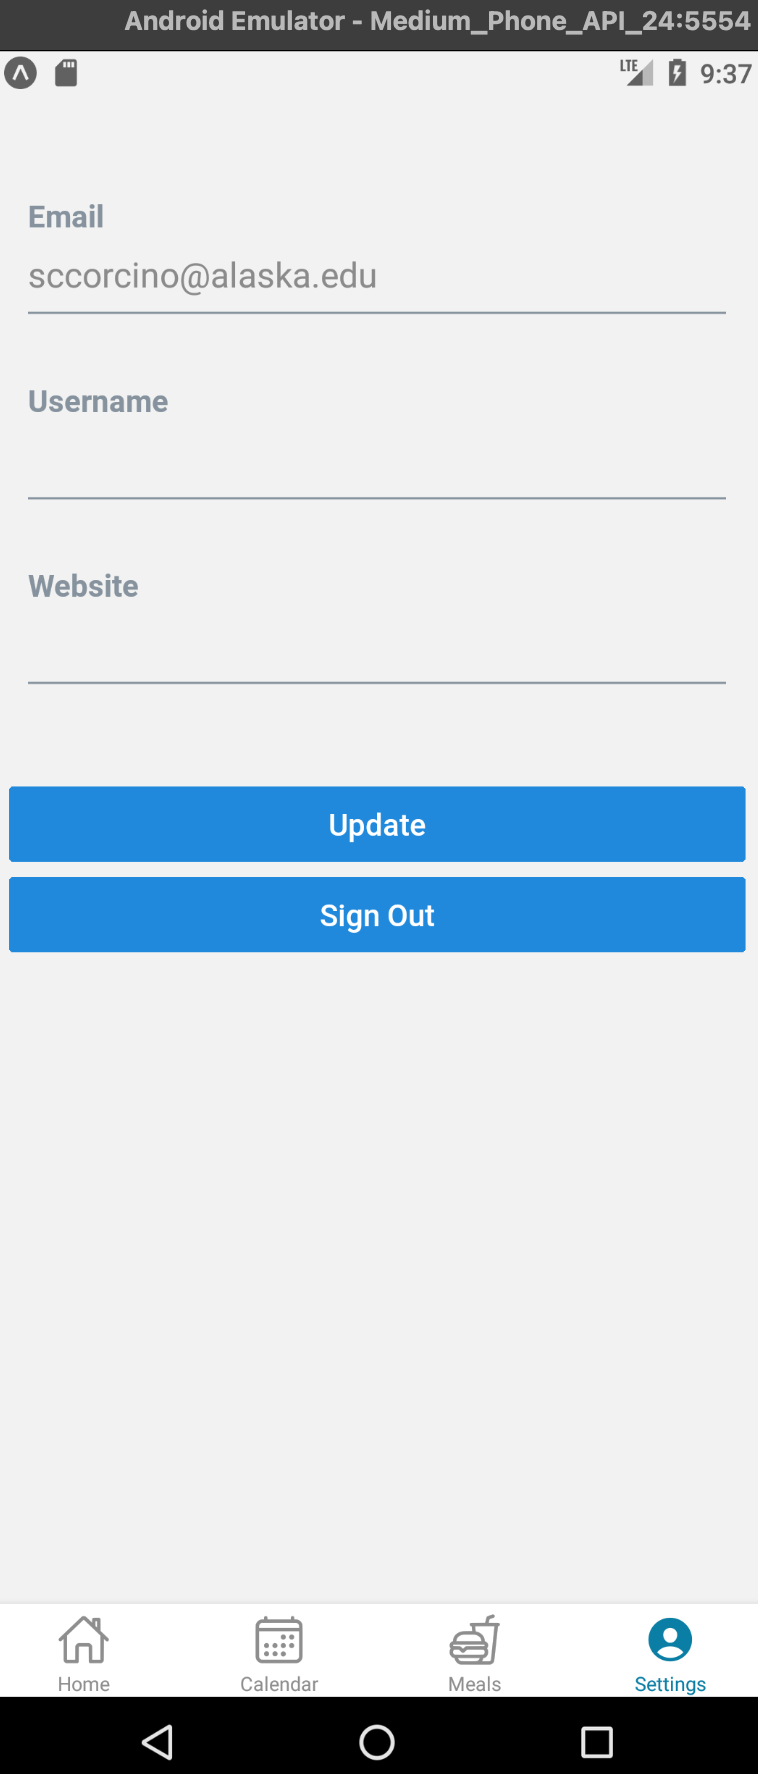 Android Emulator - Medium_Phone_API_24:5554
LTE 9:37
Email
sccorcino@alaska.edu
Username
Website
Update
Sign Out
Home Calendar Meals Settings